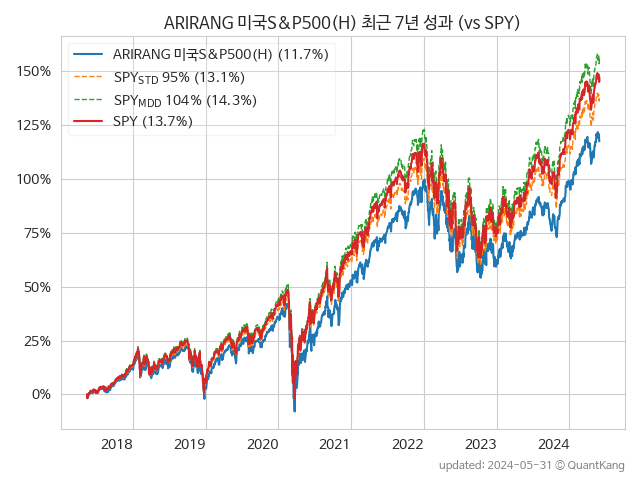 ARIRANG 미국S&P500(H) 최근 7년 성과 (vs SPY)
ARIRANG 미국S&P500(H) (11.7%)
SPYSTD 95% (13.1%)
SPYMDD 104% (14.3%)
SPY (13.7%)
150%
125%
100%
75%
50%
25%
0%
2018 2019 2020 2021 2022 2023 2024
updated: 2024-05-31 © QuantKang